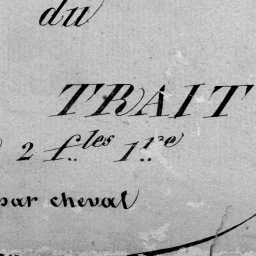 du
TRAIT
2 f.les 1.re
par cheval